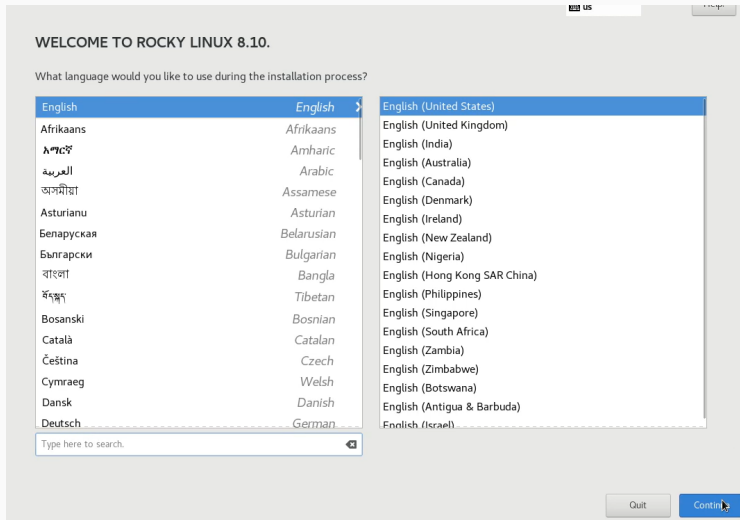 us
Help!
WELCOME TO ROCKY LINUX 8.10.
What language would you like to use during the installation process?
English English
Afrikaans Afrikaans
አማርኛ Amharic
العربية Arabic
অসমীয়া Assamese
Asturianu Asturian
Беларуская Belarusian
Български Bulgarian
বাংলা Bangla
བོད་སྐད་ Tibetan
Bosanski Bosnian
Català Catalan
Čeština Czech
Cymraeg Welsh
Dansk Danish
Deutsch German
Type here to search.
English (United States)
English (United Kingdom)
English (India)
English (Australia)
English (Canada)
English (Denmark)
English (Ireland)
English (New Zealand)
English (Nigeria)
English (Hong Kong SAR China)
English (Philippines)
English (Singapore)
English (South Africa)
English (Zambia)
English (Zimbabwe)
English (Botswana)
English (Antigua & Barbuda)
English (Israel)
Quit
Continue